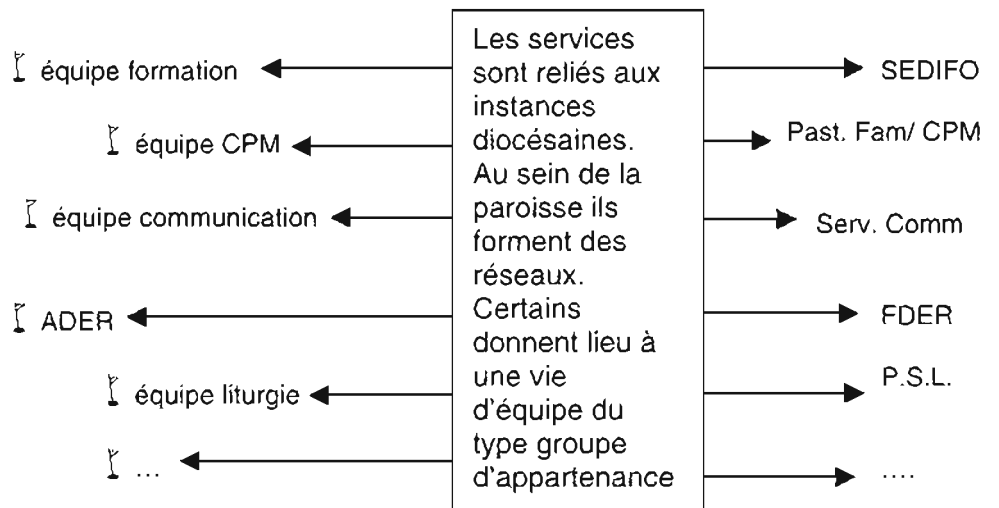 équipe formation
équipe CPM
équipe communication
ADER
équipe liturgie
...
Les services
sont reliés aux
instances
diocésaines.
Au sein de la
paroisse ils
forment des
réseaux.
Certains
donnent lieu à
une vie
d'équipe du
type groupe
d'appartenance
SEDIFO
Past. Fam/ CPM
Serv. Comm
FDER
P.S.L.
....